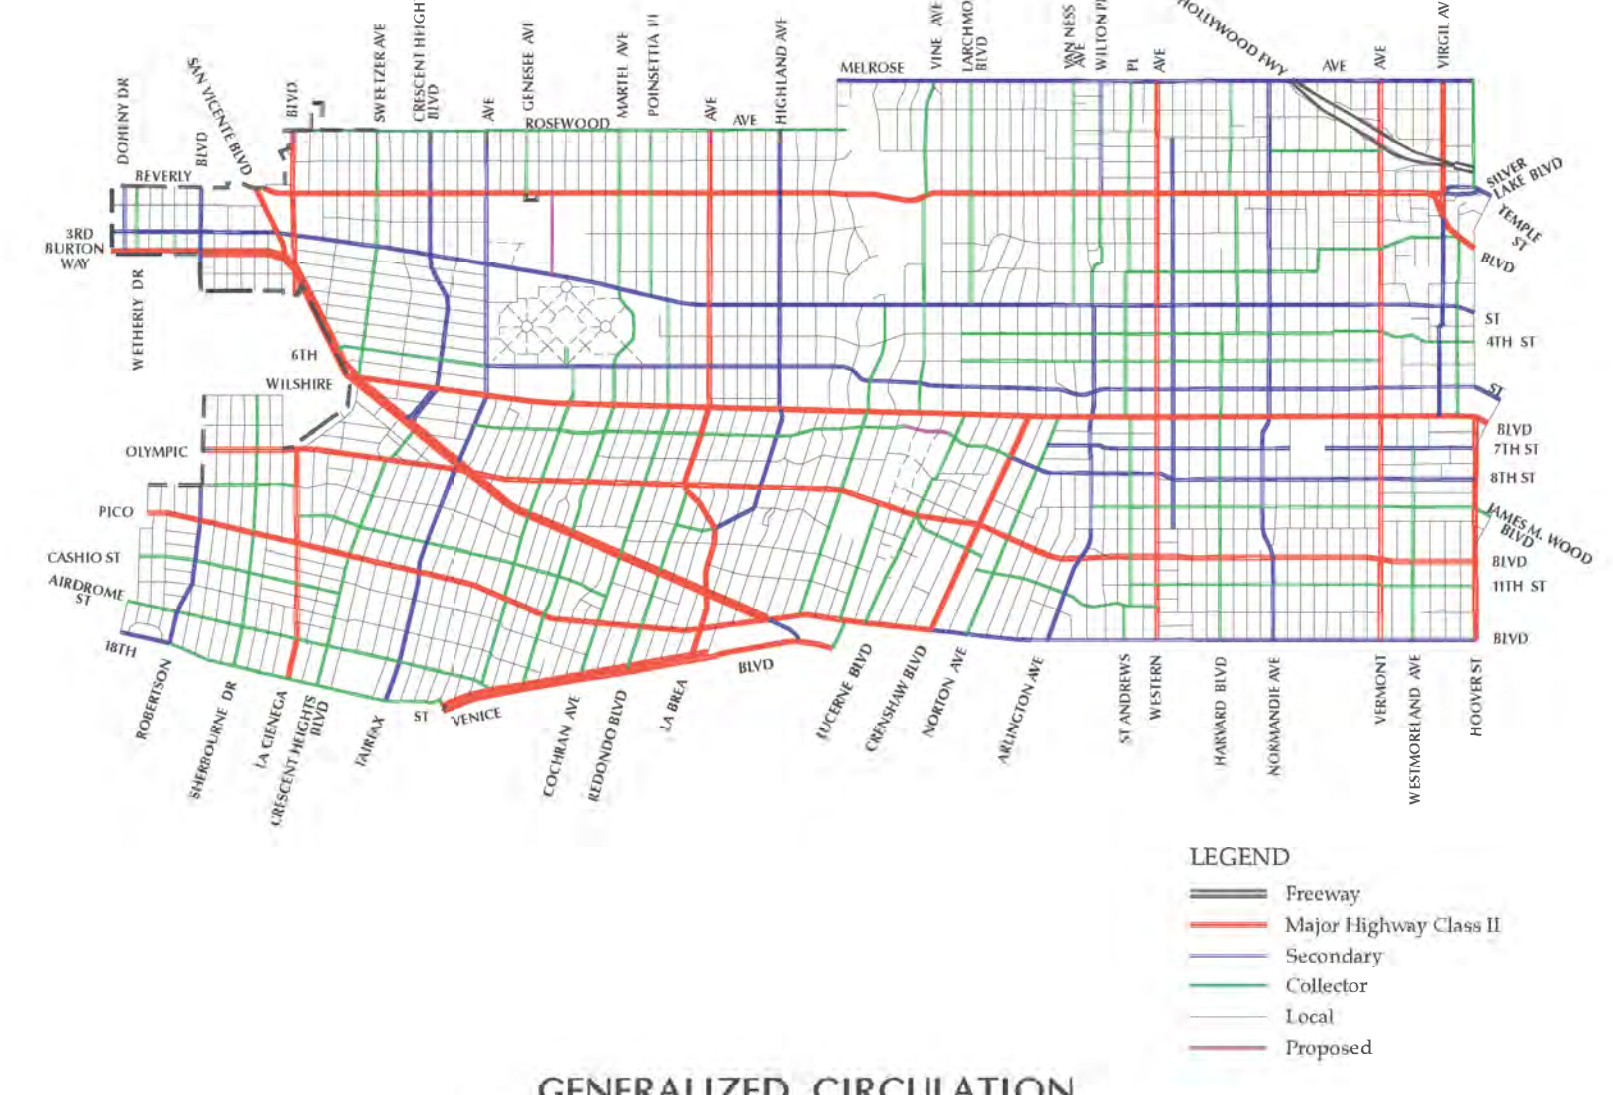 HOLLYWOOD FWY
DOHENY DR
BLVD
SAN VICENTE BLVD
BLVD
SWEETZER AVE
CRESCENT HEIGH
BLVD
AVE
GENESEE AVE
MARTEL AVE
POINSETTIA Pl
AVE
HIGHLAND AVE
VINE AVE
LARCHMO
BLVD
VAN NESS
AVE
WILTON Pl
PL
AVE
AVE
AVE
VIRGIL AV
MELROSE
ROSEWOOD
AVE
BEVERLY
SILVER
LAKE BLVD
TEMPLE
ST
BLVD
3RD
BURTON
WAY
WETHERLY DR
ST
4TH ST
6TH
WILSHIRE
ST
BLVD
7TH ST
OLYMPIC
8TH ST
PICO
JAMES M. WOOD
BLVD
CASHIO ST
BLVD
AIRDROME
ST
11TH ST
18TH
BLVD
ROBERTSON
SHERBOURNE DR
LA CIENEGA
CRESCENT HEIGHTS
BLVD
FAIRFAX
ST
VENICE
COCHRAN AVE
REDONDO BLVD
LA BREA
BLVD
LUCERNE BLVD
CRENSHAW BLVD
NORTON AVE
ARLINGTON AVE
ST ANDREWS
WESTERN
HARVARD BLVD
NORMANDIE AVE
VERMONT
WESTMORELAND AVE
HOOVER ST
LEGEND
Freeway
Major Highway Class II
Secondary
Collector
Local
Proposed
GENERALIZED CIRCULATION